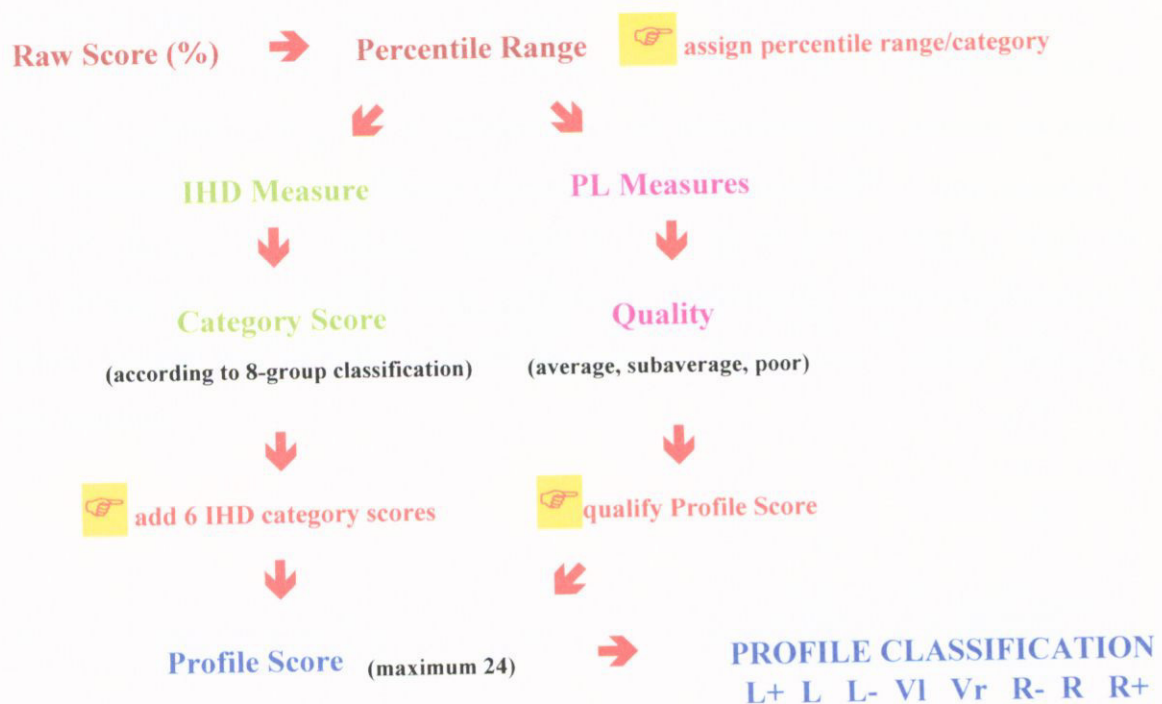 Raw Score (%) Percentile Range assign percentile range/category
IHD Measure PL Measures
Category Score Quality
(according to 8-group classification) (average, subaverage, poor)
add 6 IHD category scores qualify Profile Score
Profile Score (maximum 24) PROFILE CLASSIFICATION
L+ L L- Vl Vr R- R R+